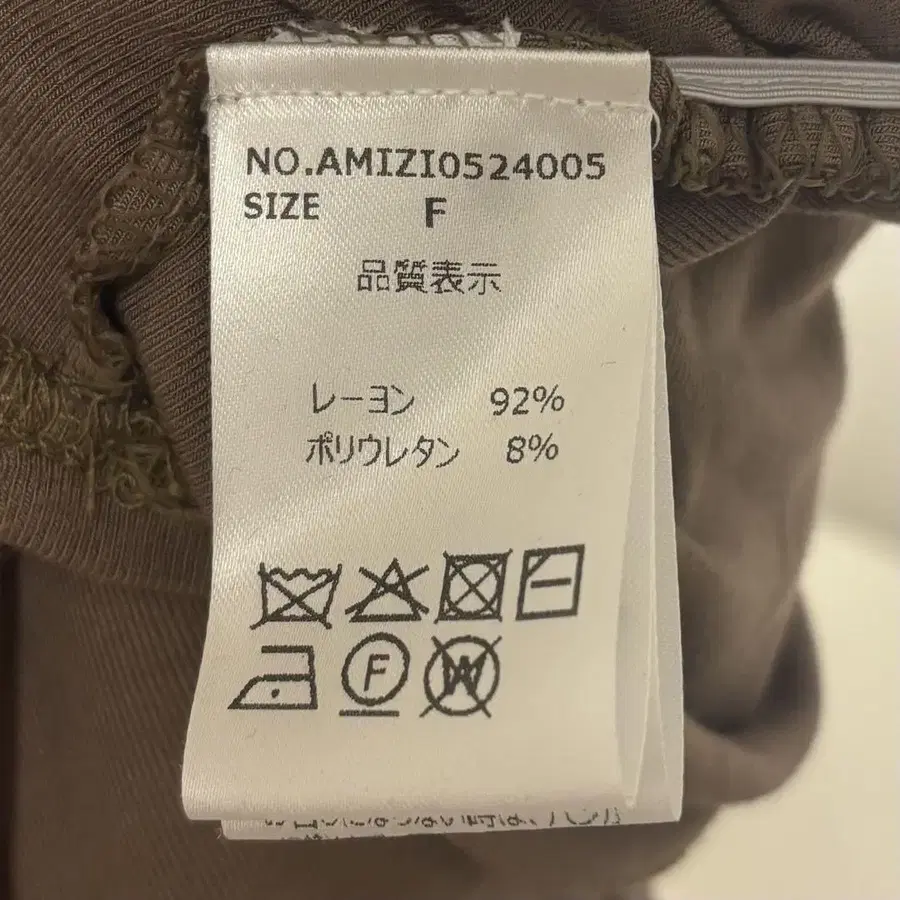 NO.AMIZI0524005
SIZE F
品質表示
レーヨン 92%
ポリウレタン 8%
F
W